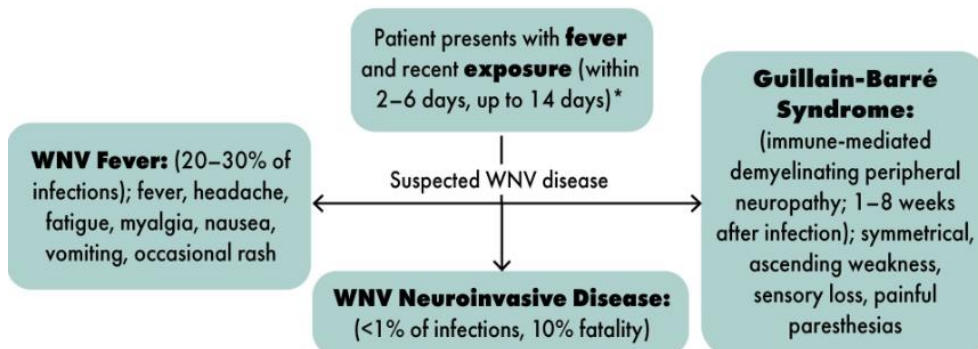 Patient presents with fever
and recent exposure (within
2–6 days, up to 14 days)*
WNV Fever: (20–30% of
infections); fever, headache,
fatigue, myalgia, nausea,
vomiting, occasional rash
Suspected WNV disease
Guillain-Barré
Syndrome:
(immune-mediated
demyelinating peripheral
neuropathy; 1–8 weeks
after infection); symmetrical,
ascending weakness,
sensory loss, painful
paresthesias
WNV Neuroinvasive Disease:
(<1% of infections, 10% fatality)